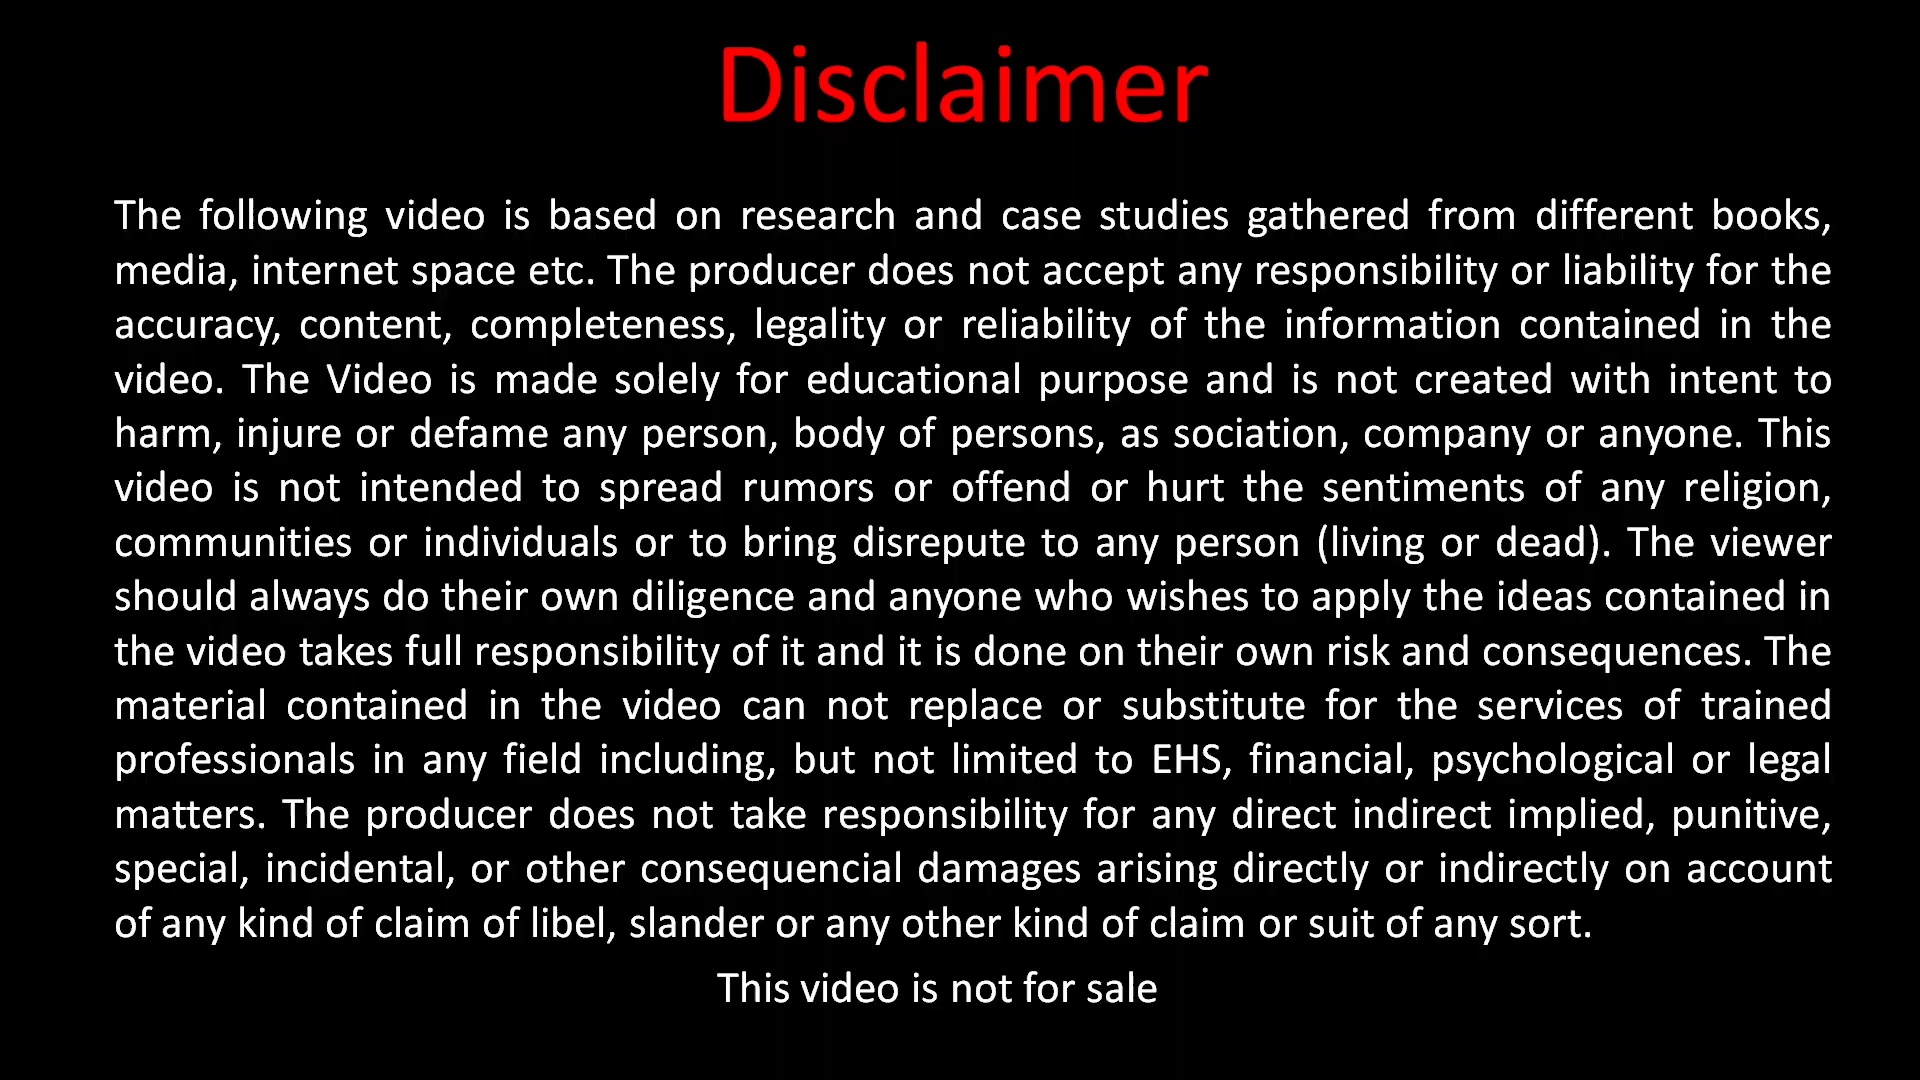 Disclaimer
The following video is based on research and case studies gathered from different books,
media, internet space etc. The producer does not accept any responsibility or liability for the
accuracy, content, completeness, legality or reliability of the information contained in the
video. The Video is made solely for educational purpose and is not created with intent to
harm, injure or defame any person, body of persons, as sociation, company or anyone. This
video is not intended to spread rumors or offend or hurt the sentiments of any religion,
communities or individuals or to bring disrepute to any person (living or dead). The viewer
should always do their own diligence and anyone who wishes to apply the ideas contained in
the video takes full responsibility of it and it is done on their own risk and consequences. The
material contained in the video can not replace or substitute for the services of trained
professionals in any field including, but not limited to EHS, financial, psychological or legal
matters. The producer does not take responsibility for any direct indirect implied, punitive,
special, incidental, or other consequencial damages arising directly or indirectly on account
of any kind of claim of libel, slander or any other kind of claim or suit of any sort.
This video is not for sale